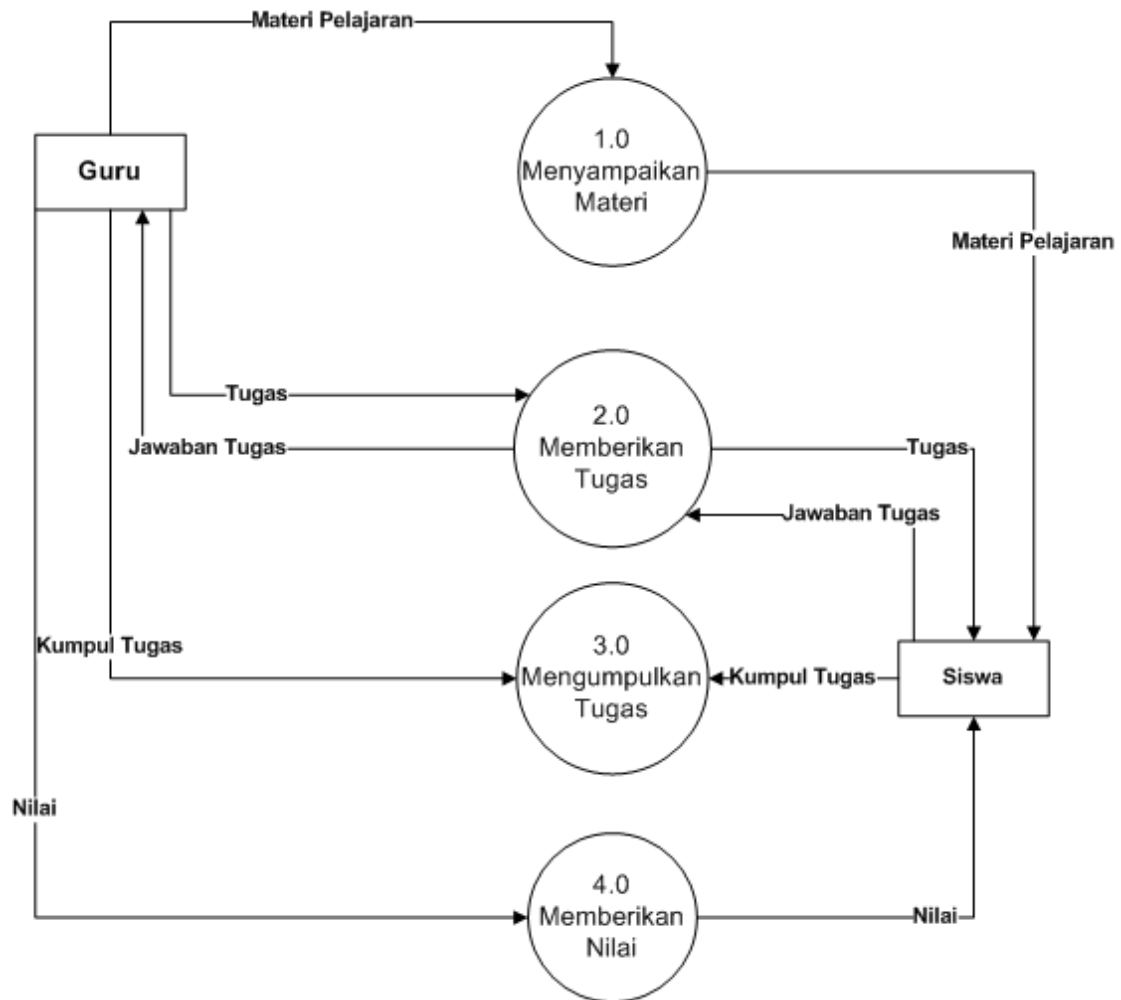 Materi Pelajaran
Guru
1.0
Menyampaikan
Materi
Materi Pelajaran
Tugas
Jawaban Tugas
2.0
Memberikan
Tugas
Tugas
Jawaban Tugas
Kumpul Tugas
3.0
Mengumpulkan
Tugas
Kumpul Tugas
Siswa
Nilai
4.0
Memberikan
Nilai
Nilai